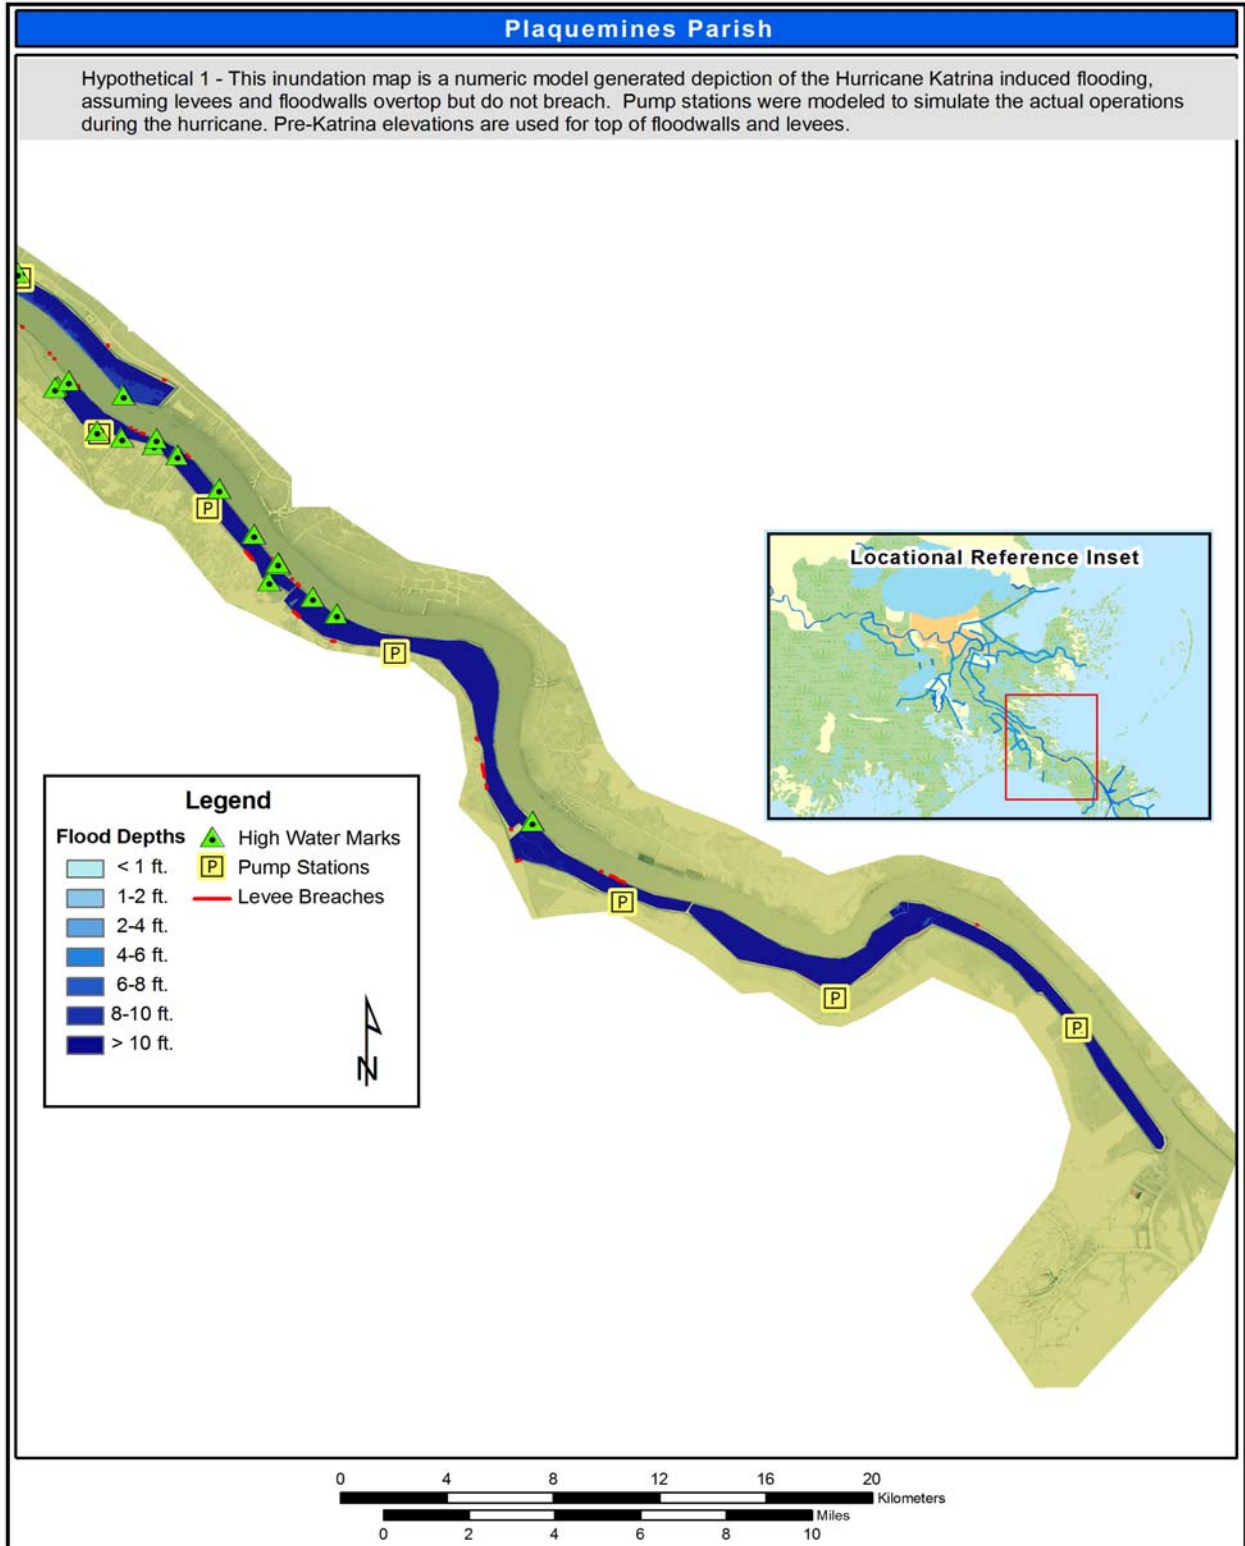 Plaquemines Parish
Hypothetical 1 - This inundation map is a numeric model generated depiction of the Hurricane Katrina induced flooding,
assuming levees and floodwalls overtop but do not breach. Pump stations were modeled to simulate the actual operations
during the hurricane. Pre-Katrina elevations are used for top of floodwalls and levees.
P
P
P
P
P
P
Locational Reference Inset
Legend
Flood Depths
High Water Marks
< 1 ft.
P Pump Stations
1-2 ft.
Levee Breaches
2-4 ft.
4-6 ft.
6-8 ft.
8-10 ft.
> 10 ft.
N
0 4 8 12 16 20
Kilometers
Miles
0 2 4 6 8 10